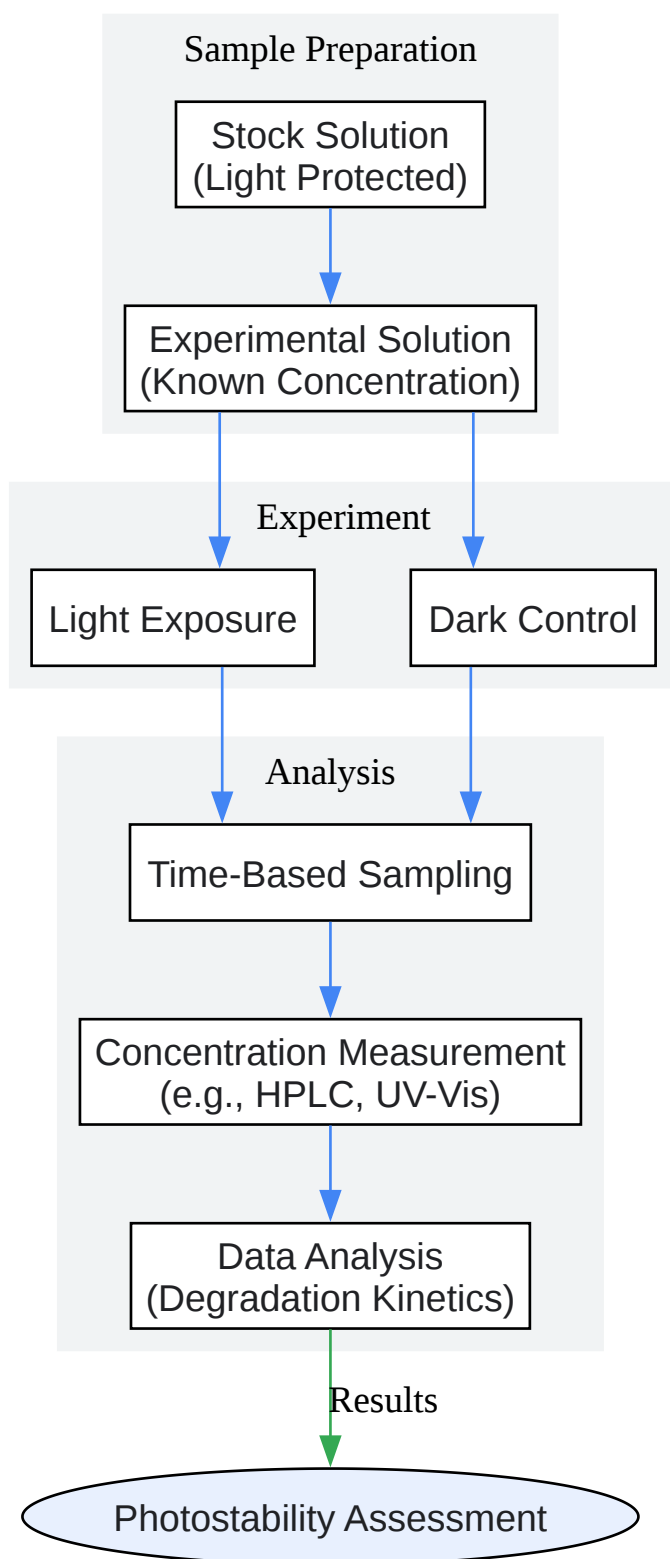 Sample Preparation
Stock Solution
(Light Protected)
Experimental Solution
(Known Concentration)
Experiment
Light Exposure
Dark Control
Analysis
Time-Based Sampling
Concentration Measurement
(e.g., HPLC, UV-Vis)
Data Analysis
(Degradation Kinetics)
Results
Photostability Assessment